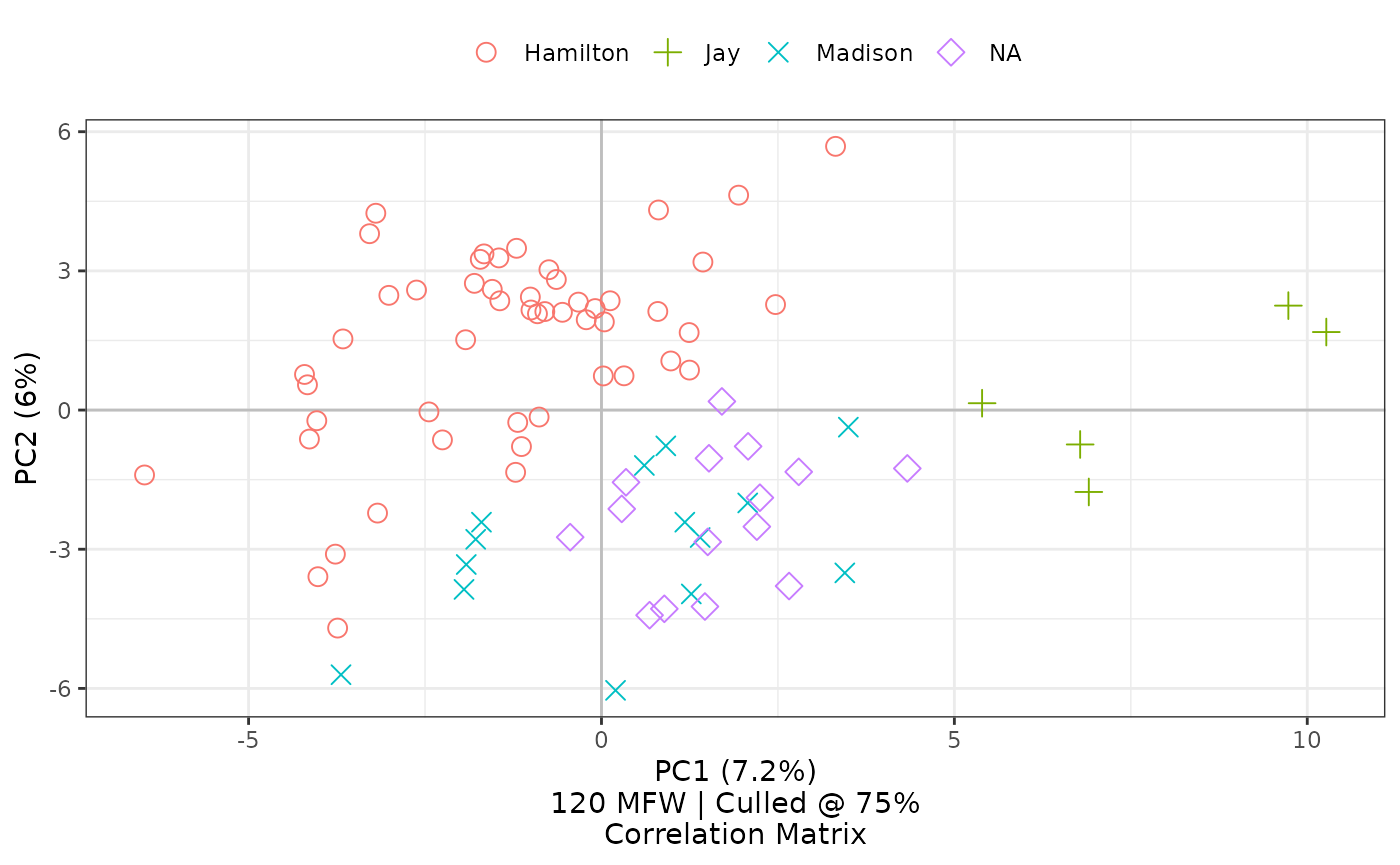 Hamilton Jay Madison NA
6
3
0
-3
-6
PC2 (6%)
-5 0 5 10
PC1 (7.2%)
120 MFW | Culled @ 75%
Correlation Matrix